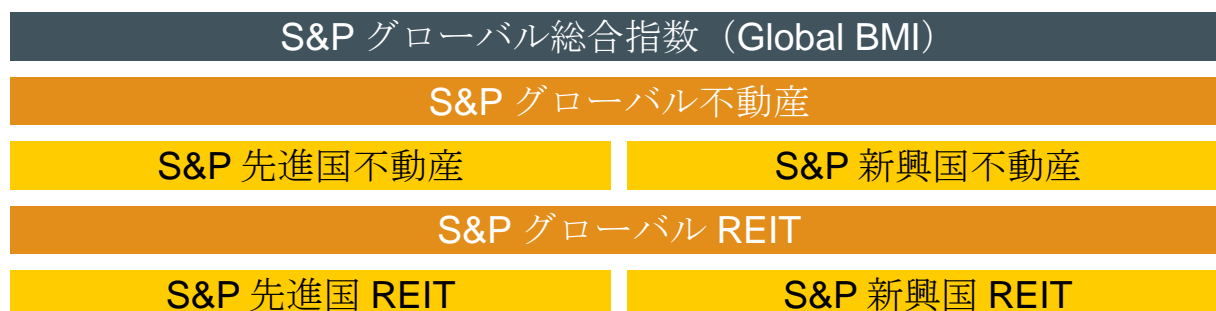 S&P グローバル総合指数（Global BMI）
S&P グローバル不動産
S&P 先進国不動産
S&P 新興国不動産
S&P グローバル REIT
S&P 先進国 REIT
S&P 新興国 REIT